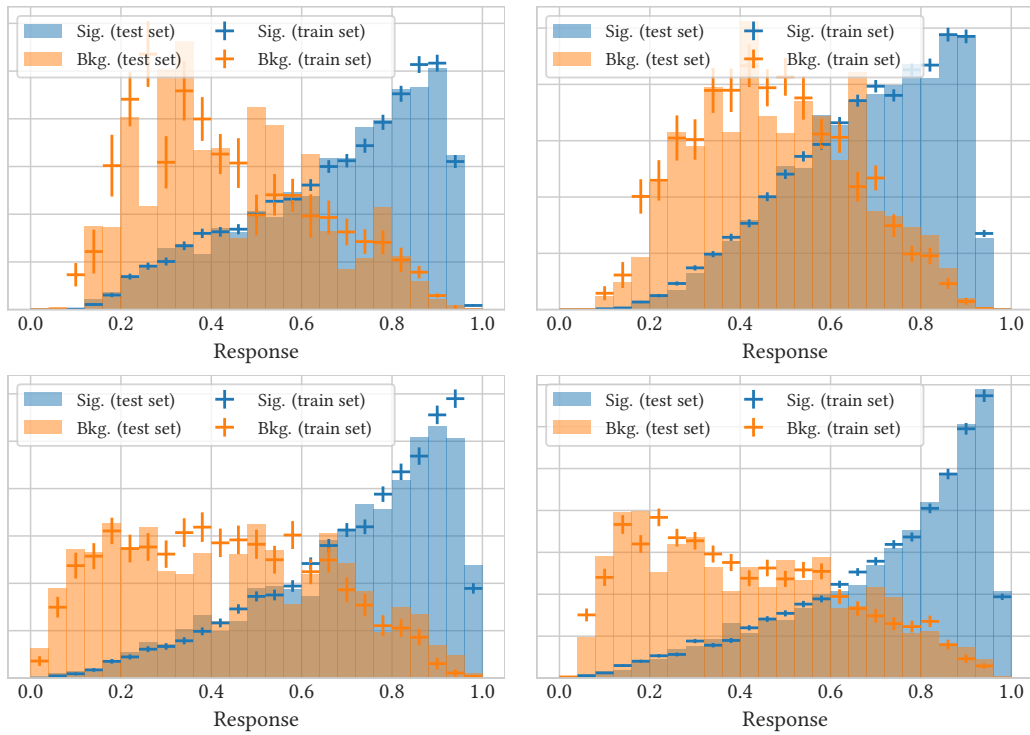 Sig. (test set) Sig. (train set)
Bkg. (test set) Bkg. (train set)
0.0 0.2 0.4 0.6 0.8 1.0
Response
Sig. (test set) Sig. (train set)
Bkg. (test set) Bkg. (train set)
0.0 0.2 0.4 0.6 0.8 1.0
Response
Sig. (test set) Sig. (train set)
Bkg. (test set) Bkg. (train set)
0.0 0.2 0.4 0.6 0.8 1.0
Response
Sig. (test set) Sig. (train set)
Bkg. (test set) Bkg. (train set)
0.0 0.2 0.4 0.6 0.8 1.0
Response